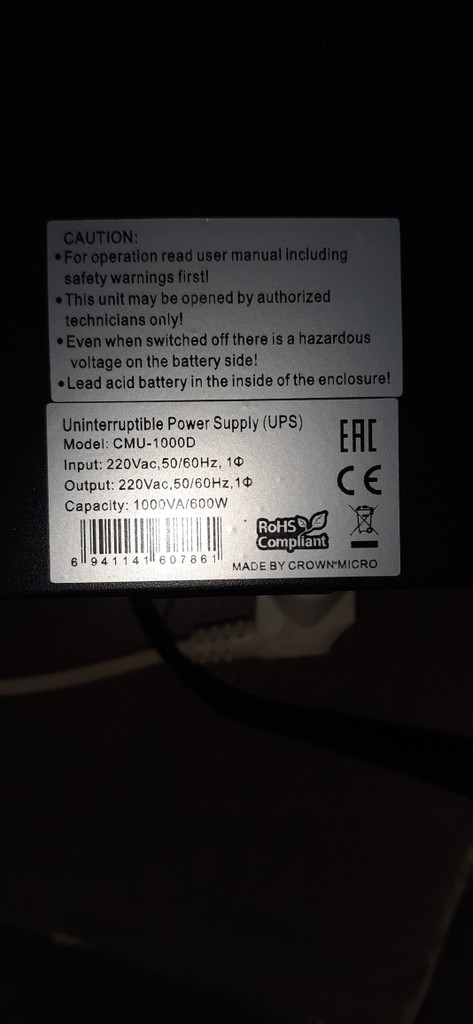 CAUTION:
•For operation read user manual including
safety warnings first!
•This unit may be opened by authorized
technicians only!
•Even when switched off there is a hazardous
voltage on the battery side!
•Lead acid battery in the inside of the enclosure!
Uninterruptible Power Supply (UPS)
Model: CMU-1000D
Input: 220Vac,50/60Hz, 1Φ
Output: 220Vac,50/60Hz,1Φ
Capacity: 1000VA/600W
EAC
CE
RoHS
Compliant
6 941141 607861
MADE BY CROWN MICRO